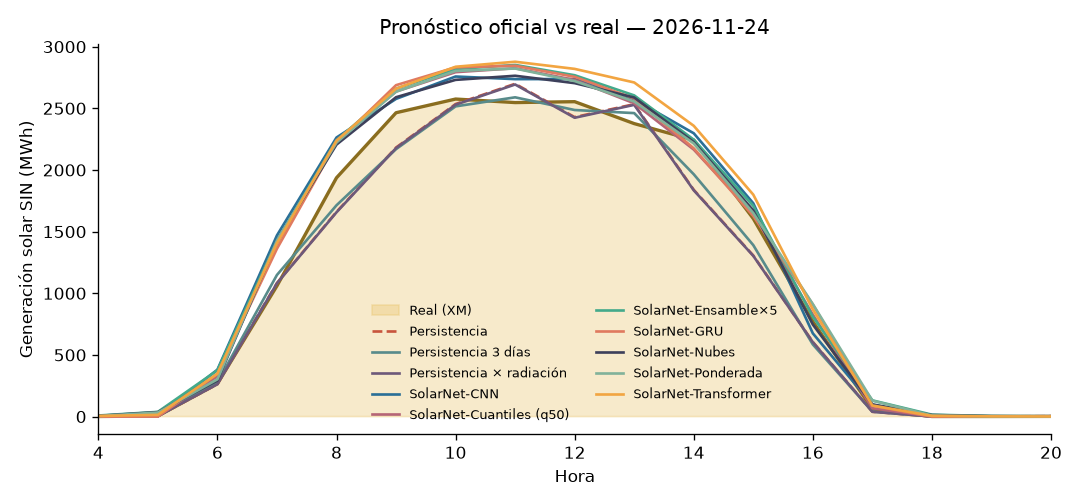 Pronóstico oficial vs real — 2026-11-24
Generación solar SIN (MWh)
3000
2500
2000
1500
1000
500
0
Real (XM)
Persistencia
Persistencia 3 días
Persistencia × radiación
SolarNet-CNN
SolarNet-Cuantiles (q50)
SolarNet-Ensamble×5
SolarNet-GRU
SolarNet-Nubes
SolarNet-Ponderada
SolarNet-Transformer
4 6 8 10 12 14 16 18 20
Hora